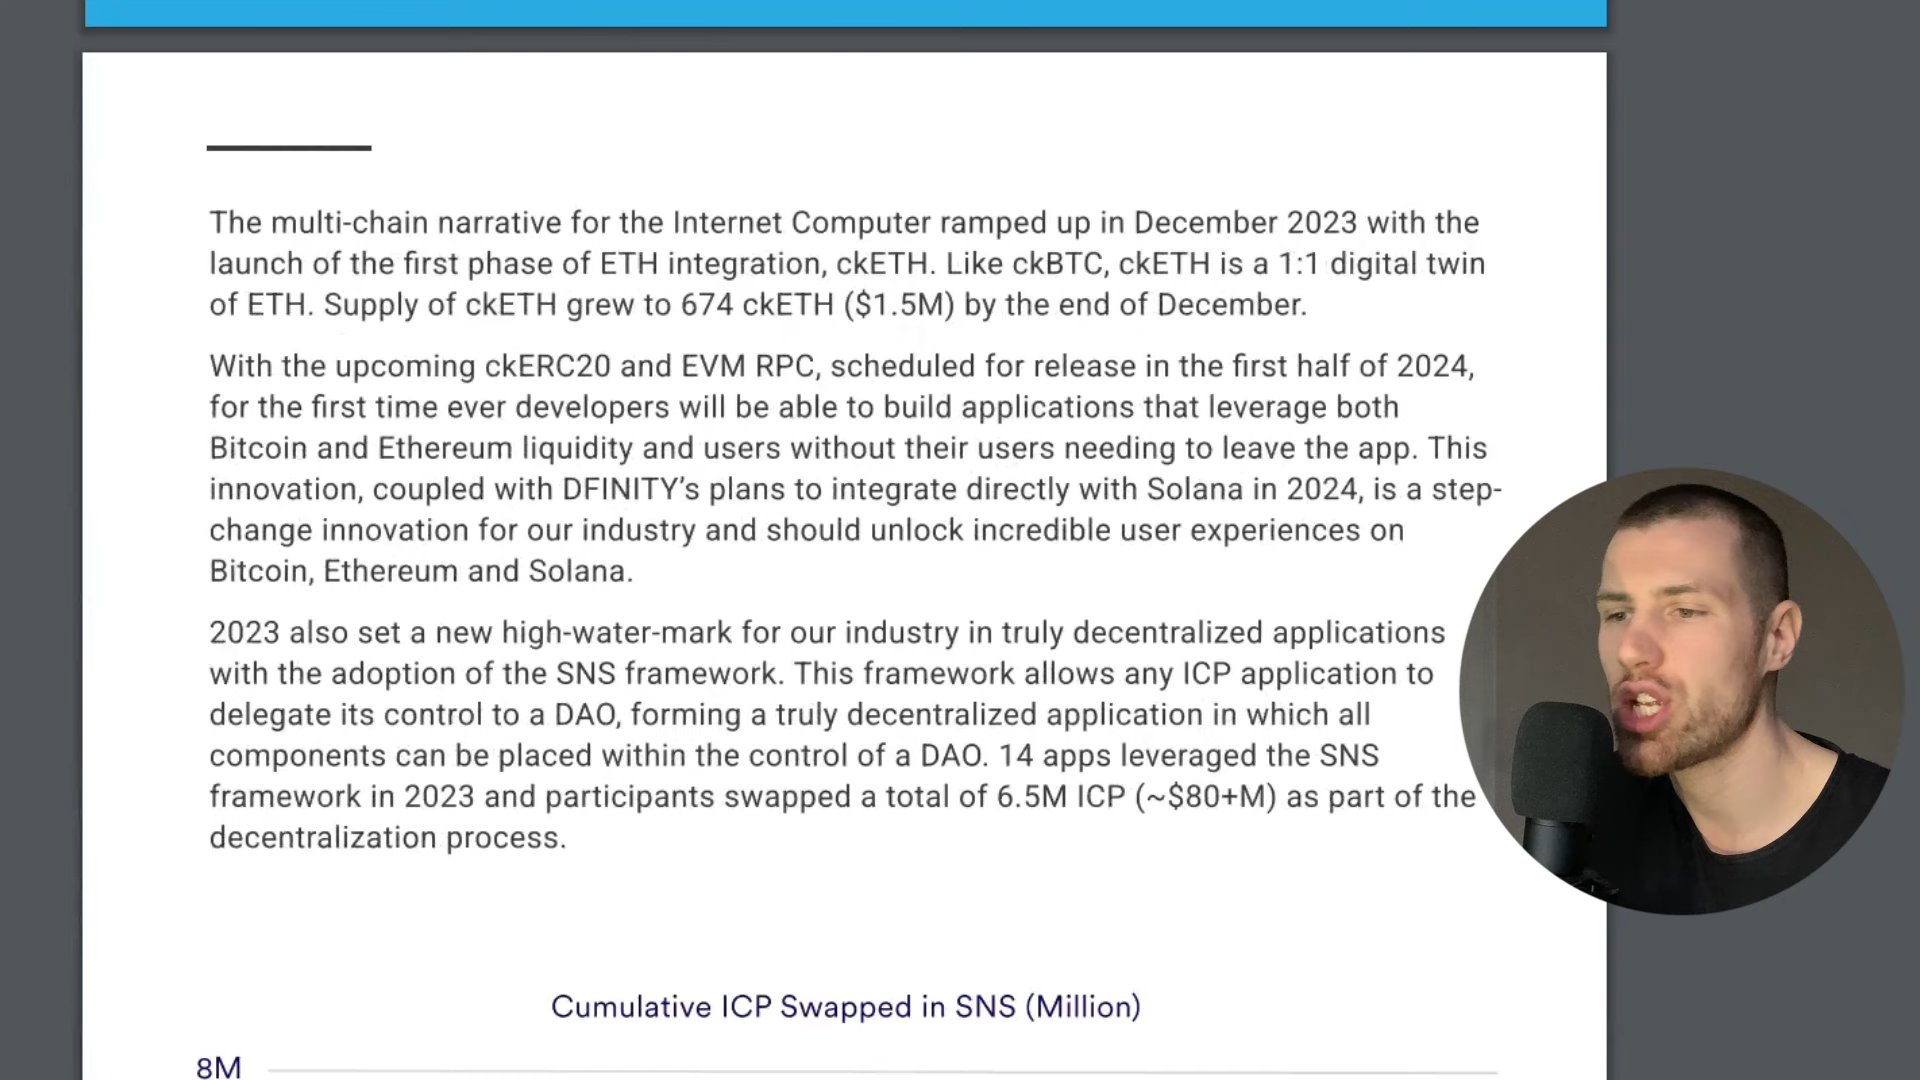 The multi-chain narrative for the Internet Computer ramped up in December 2023 with the
launch of the first phase of ETH integration, ckETH. Like ckBTC, ckETH is a 1:1 digital twin
of ETH. Supply of ckETH grew to 674 ckETH ($1.5M) by the end of December.
With the upcoming ckERC20 and EVM RPC, scheduled for release in the first half of 2024,
for the first time ever developers will be able to build applications that leverage both
Bitcoin and Ethereum liquidity and users without their users needing to leave the app. This
innovation, coupled with DFINITY’s plans to integrate directly with Solana in 2024, is a step-
change innovation for our industry and should unlock incredible user experiences on
Bitcoin, Ethereum and Solana.
2023 also set a new high-water-mark for our industry in truly decentralized applications
with the adoption of the SNS framework. This framework allows any ICP application to
delegate its control to a DAO, forming a truly decentralized application in which all
components can be placed within the control of a DAO. 14 apps leveraged the SNS
framework in 2023 and participants swapped a total of 6.5M ICP (~$80+M) as part of the
decentralization process.
Cumulative ICP Swapped in SNS (Million)
8M